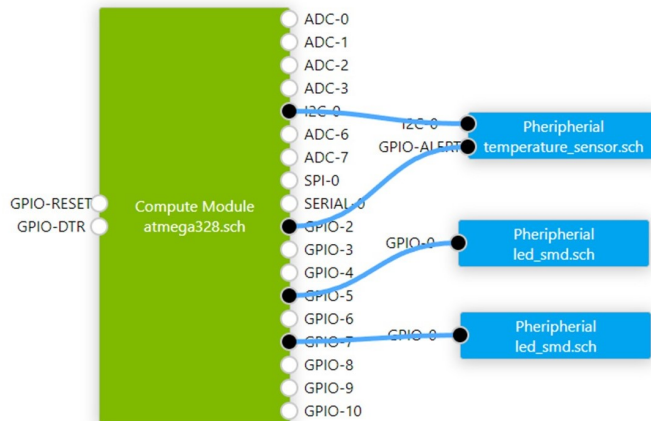 ADC-0
ADC-1
ADC-2
ADC-3
I2C-0
ADC-6
ADC-7
SPI-0
SERIAL-0
GPIO-2
GPIO-3
GPIO-4
GPIO-5
GPIO-6
GPIO-7
GPIO-8
GPIO-9
GPIO-10
GPIO-RESET
GPIO-DTR
Compute Module
atmega328.sch
I2C-0
GPIO-ALERT
Pheripherial
temperature_sensor.sch
GPIO-0
Pheripherial
led_smd.sch
GPIO-0
Pheripherial
led_smd.sch